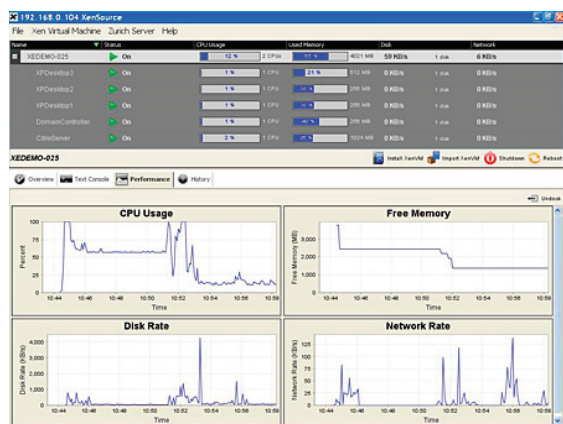 192.168.0.104 XenSource
File Xen Virtual Machine Zurich Server Help
Name Status CPU Usage Used Memory Disk Network
XEDEMO-025 On 12 % 2 CPUs 4021 MB 59 KB/s 1 disk 6 KB/s
XPDesktop3 On 1 % 1 CPU 21 % 512 MB 0 KB/s 1 disk 0 KB/s
XPDesktop2 On 1 % 1 CPU 256 MB 0 KB/s 1 disk 0 KB/s
XPDesktop1 On 1 % 1 CPU 256 MB 0 KB/s 1 disk 0 KB/s
DomainController On 1 % 1 CPU 256 MB 0 KB/s 1 disk 0 KB/s
CitrixServer On 2 % 1 CPU 1024 MB 0 KB/s 1 disk 0 KB/s
XEDEMO-025 Install XenVM Import XenVM Shutdown Reboot
Overview Text Console Performance History
Undock
CPU Usage
Percent
100
75
50
25
0
10:44 10:46 10:48 10:50 10:52 10:54 10:56 10:58
Time
Free Memory
Free Memory (MB)
3,000
2,000
1,000
0
10:44 10:46 10:48 10:50 10:52 10:54 10:56 10:58
Time
Disk Rate
Disk Rate (KB/s)
4,000
3,000
2,000
1,000
0
10:44 10:46 10:48 10:50 10:52 10:54 10:56 10:58
Time
Network Rate
Network Rate (KB/s)
125
100
75
50
25
0
10:44 10:46 10:48 10:50 10:52 10:54 10:56 10:58
Time